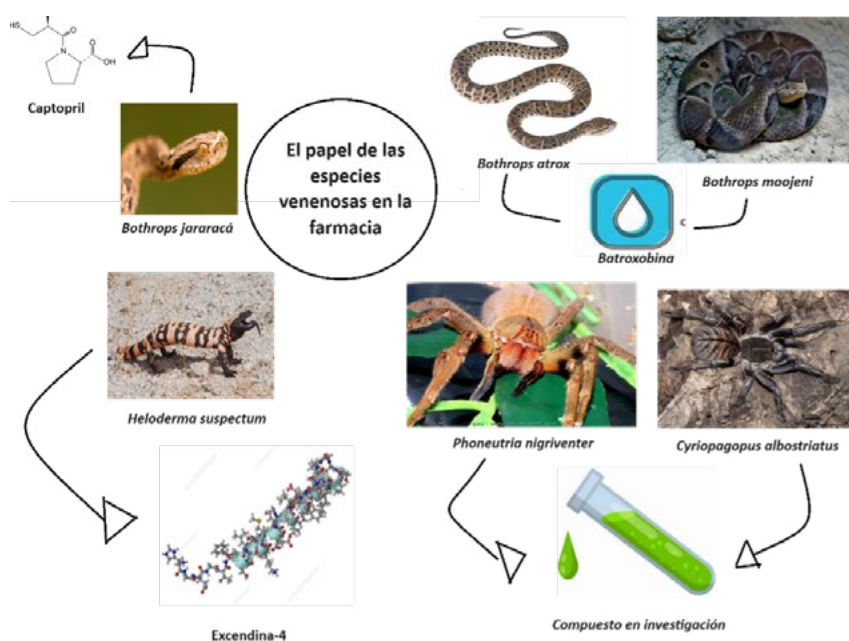 HS
O
N
O
OH
Captopril
El papel de las
especies
venenosas en la
farmacia
Bothrops jararacá
Bothrops atrox
Bothrops moojeni
c
Batroxobina
Heloderma suspectum
Phoneutria nigriventer
Cyriopagopus albostriatus
Excendina-4
Compuesto en investigación